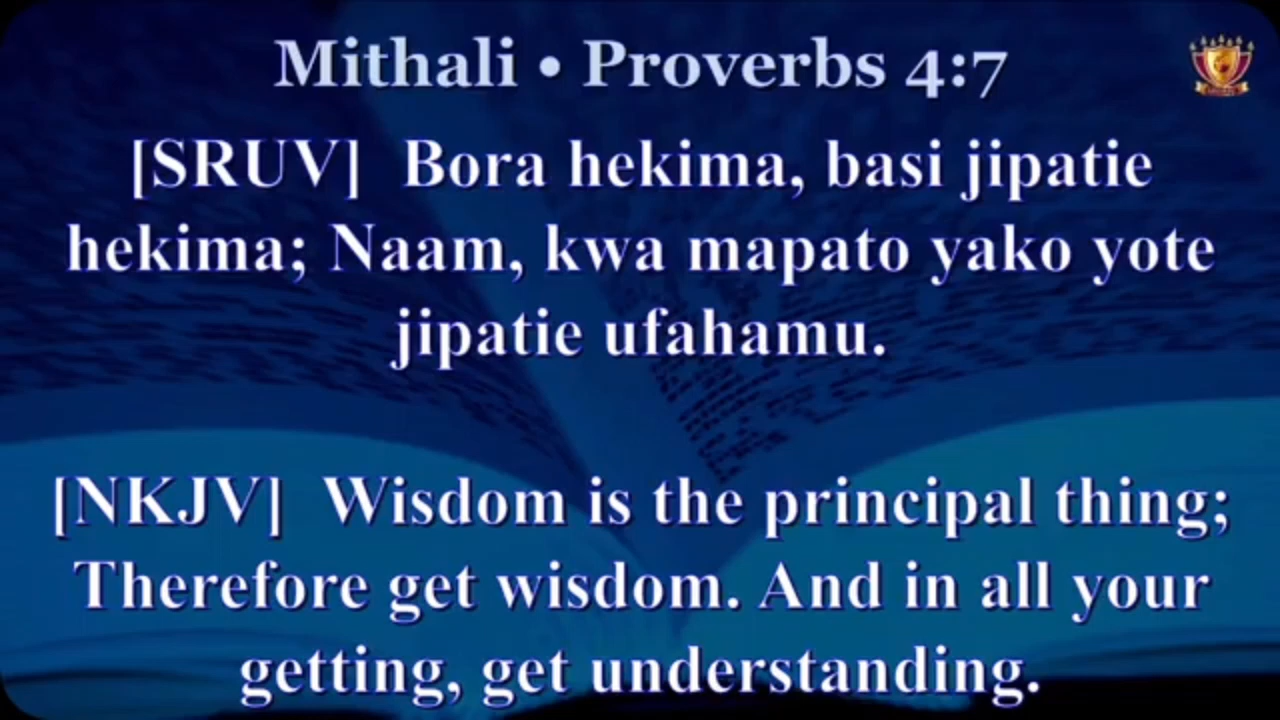 Mithali • Proverbs 4:7
[SRUV] Bora hekima, basi jipatie
hekima; Naam, kwa mapato yako yote
jipatie ufahamu.
[NKJV] Wisdom is the principal thing;
Therefore get wisdom. And in all your
getting, get understanding.